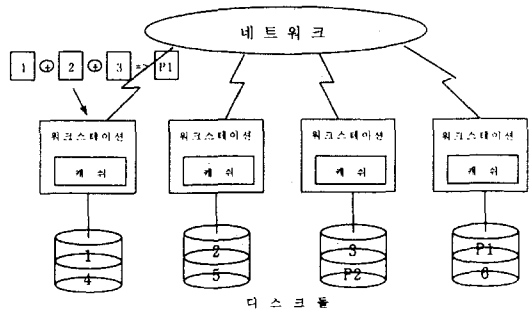 네트워크
1 ⊕ 2 ⊕ 3 => P1
워크스테이션 워크스테이션 워크스테이션 워크스테이션
캐쉬 캐쉬 캐쉬 캐쉬
1 2 3 P1
4 5 P2 6
디스크들